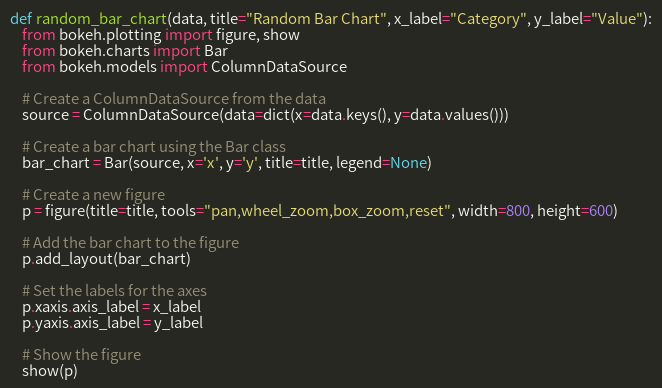 def random_bar_chart(data, title="Random Bar Chart", x_label="Category", y_label="Value"):
from bokeh.plotting import figure, show
from bokeh.charts import Bar
from bokeh.models import ColumnDataSource
# Create a ColumnDataSource from the data
source = ColumnDataSource(data=dict(x=data.keys(), y=data.values()))
# Create a bar chart using the Bar class
bar_chart = Bar(source, x='x', y='y', title=title, legend=None)
# Create a new figure
p = figure(title=title, tools="pan,wheel_zoom,box_zoom,reset", width=800, height=600)
# Add the bar chart to the figure
p.add_layout(bar_chart)
# Set the labels for the axes
p.xaxis.axis_label = x_label
p.yaxis.axis_label = y_label
# Show the figure
show(p)